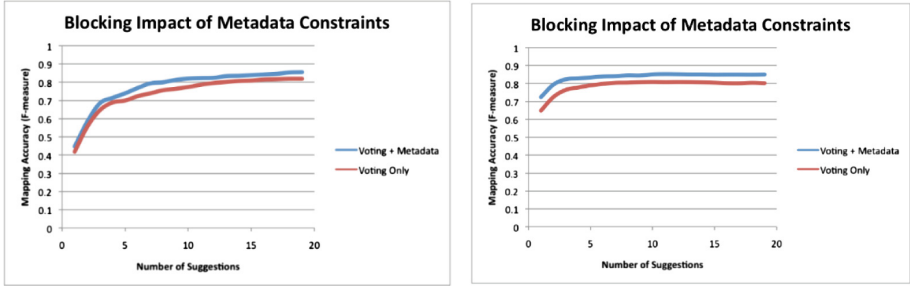 Blocking Impact of Metadata Constraints
Mapping Accuracy (F-measure)
1
0.9
0.8
0.7
0.6
0.5
0.4
0.3
0.2
0.1
0
0 5 10 15 20
Number of Suggestions
Voting + Metadata
Voting Only
Blocking Impact of Metadata Constraints
Mapping Accuracy (F-measure)
1
0.9
0.8
0.7
0.6
0.5
0.4
0.3
0.2
0.1
0
0 5 10 15 20
Number of Suggestions
Voting + Metadata
Voting Only